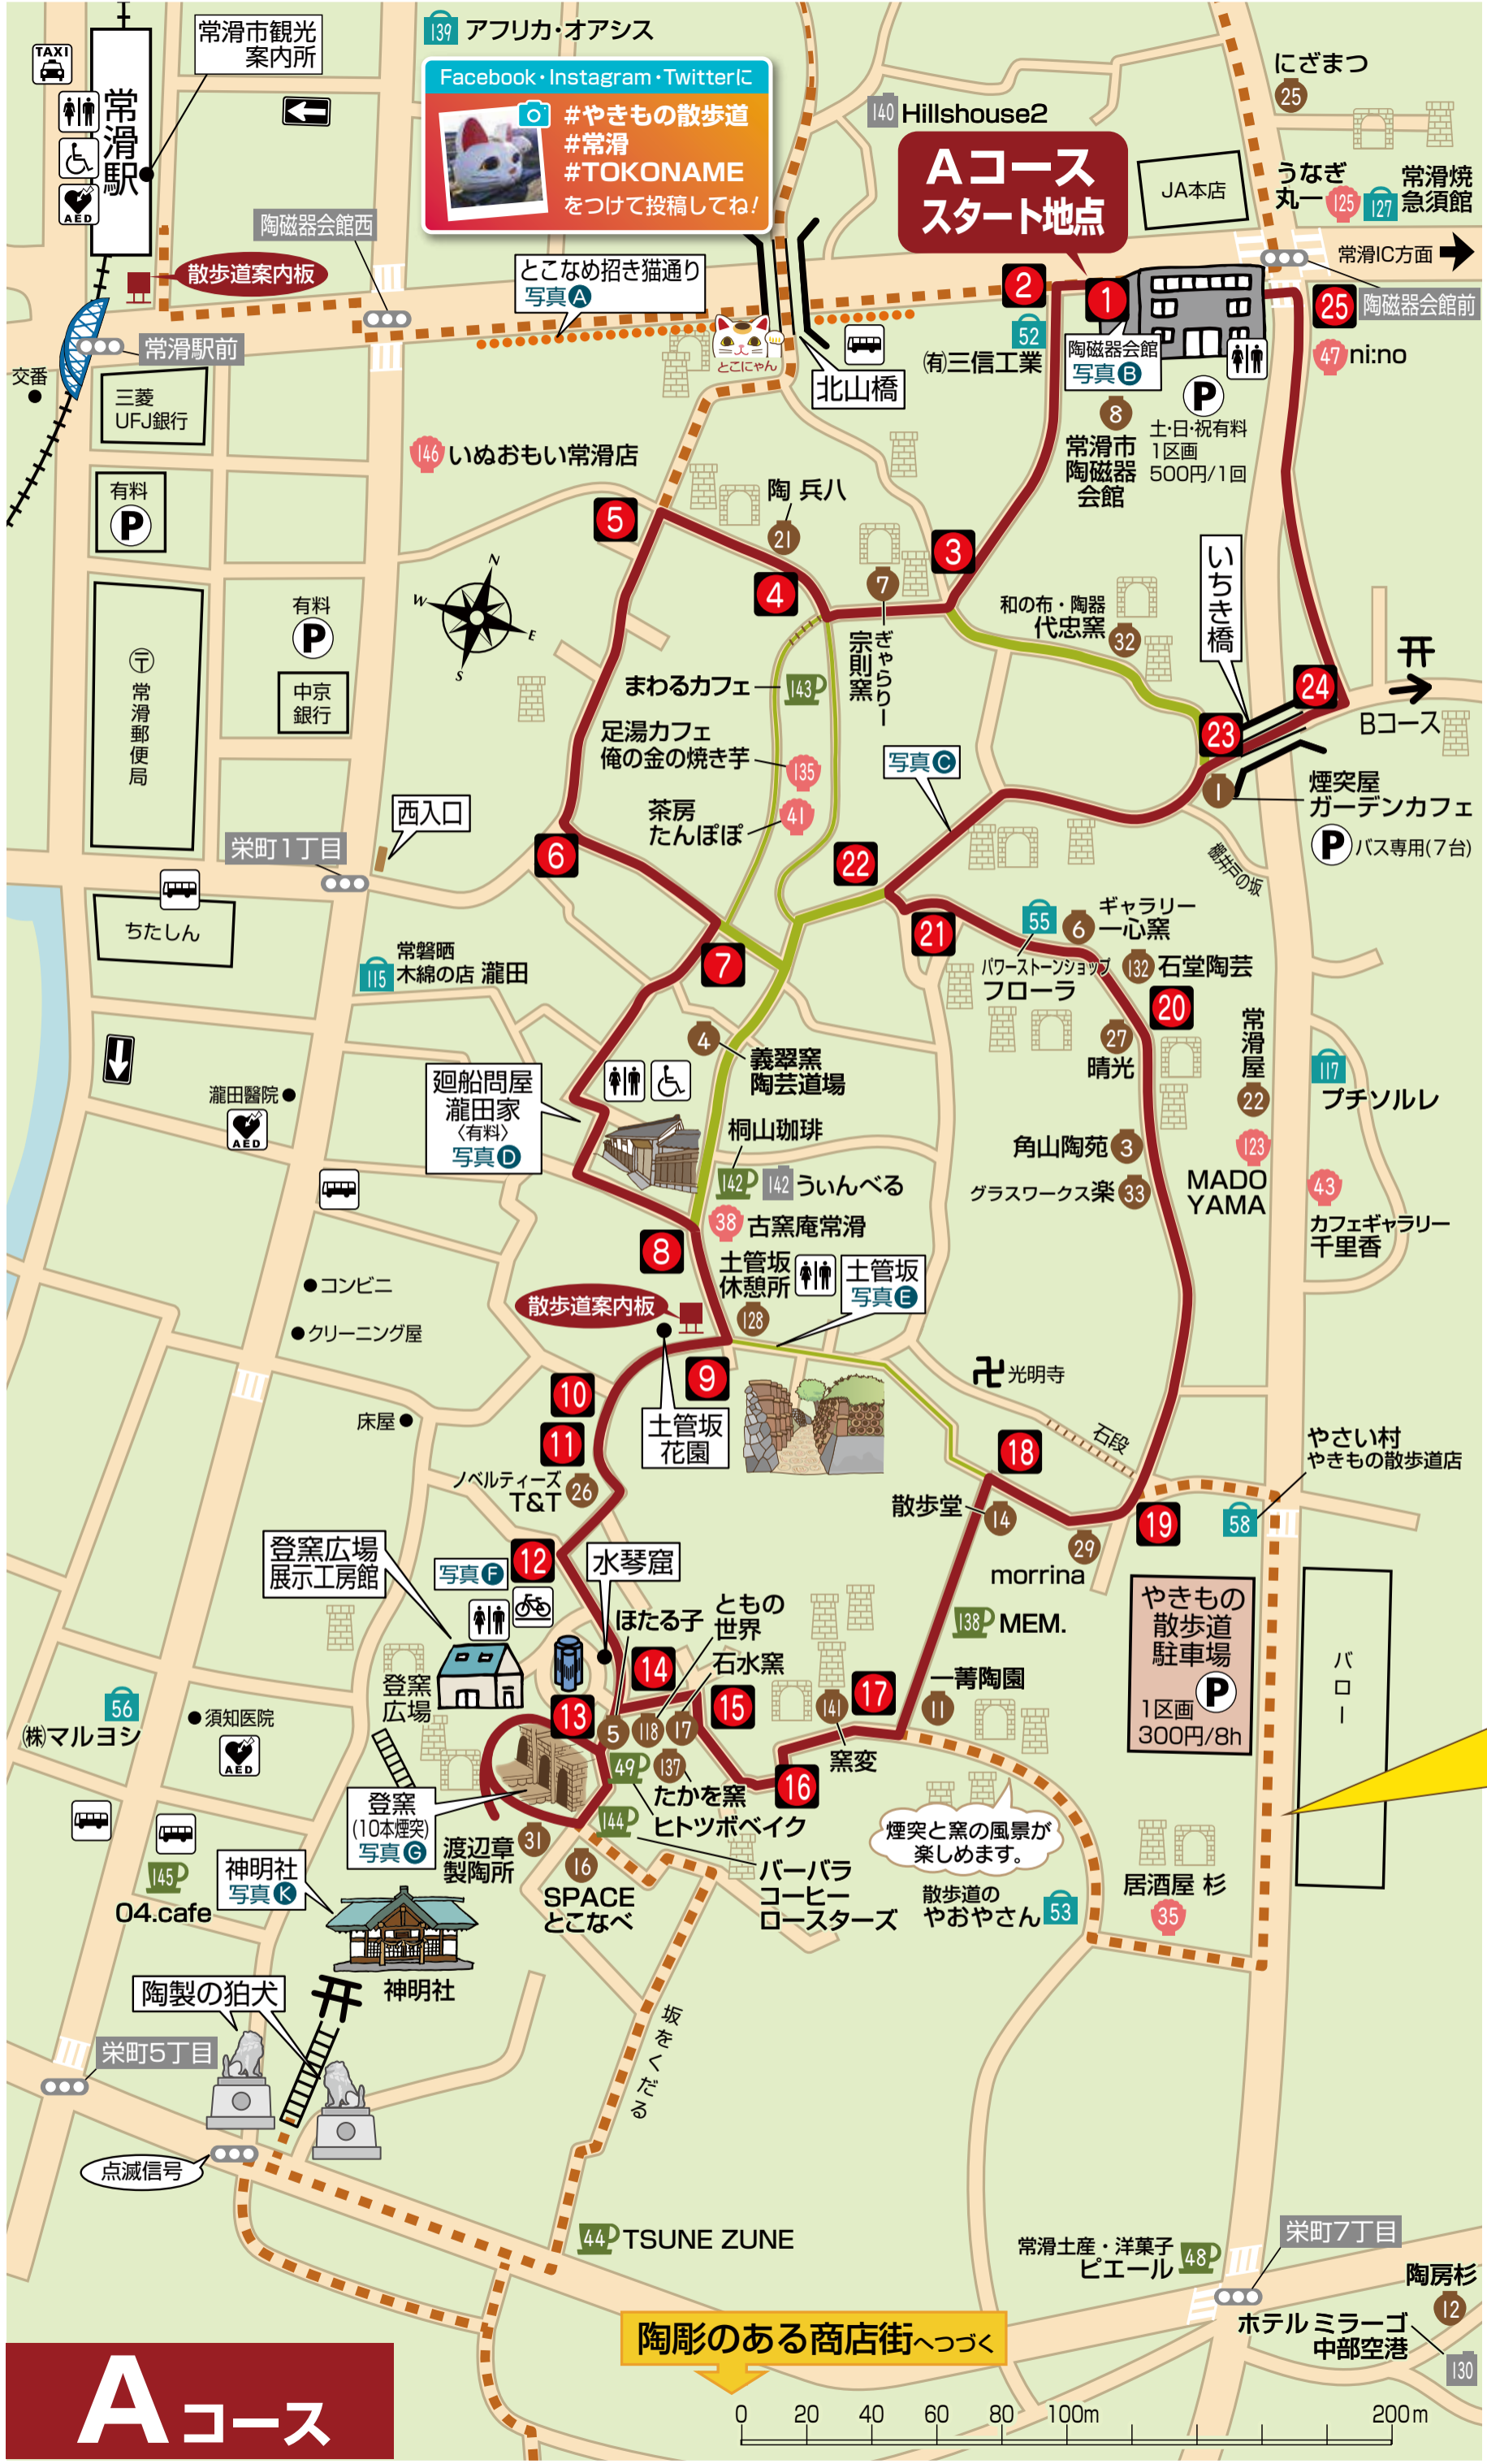 139 アフリカ・オアシス
常滑市観光
案内所
TAXI
常滑駅
AED
Facebook・Instagram・Twitterに
#やきもの散歩道
#常滑
#TOKONAME
をつけて投稿してね!
140 Hillshouse2
Aコース
スタート地点
にざまつ
25
JA本店
うなぎ
丸一 125
127 常滑焼
急須館
常滑IC方面
陶磁器会館西
散歩道案内板
とこなめ招き猫通り
写真A
とこにゃん
北山橋
2
1
52
(有)三信工業
陶磁器会館
写真B
8
常滑市
陶磁器
会館
P
土・日・祝有料
1区画
500円/1回
25
陶磁器会館前
47 ni:no
常滑駅前
交番
三菱
UFJ銀行
有料
P
146 いぬおもい常滑店
陶 兵八
21
5
4
3
7
ぎゃらりー
宗則窯
和の布・陶器
代忠窯 32
いちき橋
N
W
E
S
有料
P
中京
銀行
〒常滑郵便局
まわるカフェ 143
足湯カフェ
俺の金の焼き芋 135
茶房
たんぽぽ 41
写真C
24
23
Bコース
1
煙突屋
ガーデンカフェ
P バス専用(7台)
西入口
栄町1丁目
ちたしん
6
22
21
7
55
パワーストーンショップ
フローラ
6
ギャラリー
一心窯
132 石堂陶芸
20
27
晴光
常滑屋
22
117
プチソルレ
115
常磐晒
木綿の店 瀧田
4
義翠窯
陶芸道場
瀧田醫院
AED
廻船問屋
瀧田家
〈有料〉
写真D
桐山珈琲
142
142 うぃんべる
38 古窯庵常滑
角山陶苑 3
グラスワークス楽 33
123
MADO
YAMA
43
カフェギャラリー
千里香
8
土管坂
休憩所
128
土管坂
写真E
散歩道案内板
コンビニ
クリーニング屋
9
10
11
土管坂
花園
床屋
ノベルティーズ
T&T 26
卍 光明寺
石段
18
散歩堂
14
29
morrina
19
やさい村
やきもの散歩道店
58
登窯広場
展示工房館
写真F
12
水琴窟
ほたる子
ともの
世界
石水窯
138 MEM.
やきもの
散歩道
駐車場
P
1区画
300円/8h
バロー
登窯
広場
13
14
15
5
118
17
16
141
窯変
17
一菁陶園
11
56
(株)マルヨシ
須知医院
AED
49
137
たかを窯
ヒトツボベイク
144
バーバラ
コーヒー
ロースターズ
登窯
(10本煙突)
写真G
渡辺章
製陶所
31
16
SPACE
とこなべ
煙突と窯の風景が
楽しめます。
散歩道の
やおやさん 53
居酒屋 杉
35
145
04.cafe
神明社
写真K
神明社
陶製の狛犬
栄町5丁目
点滅信号
坂をくだる
44 TSUNE ZUNE
常滑土産・洋菓子
ピエール 48
栄町7丁目
陶房杉
12
ホテル ミラーゴ
中部空港
130
陶彫のある商店街へつづく
Aコース
0 20 40 60 80 100m 200m